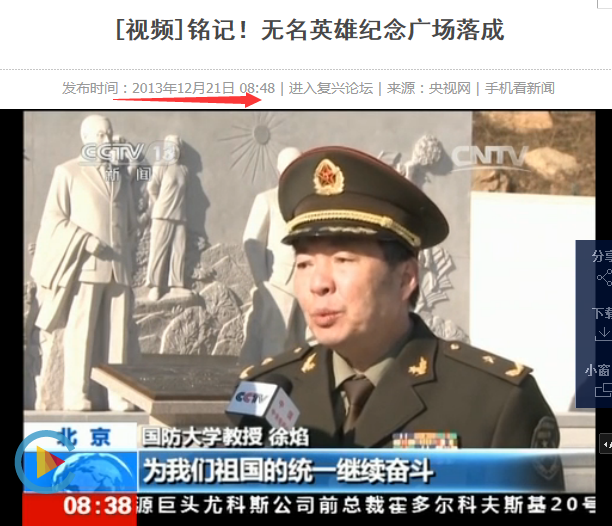 [视频]铭记！无名英雄纪念广场落成
发布时间：2013年12月21日 08:48 | 进入复兴论坛 | 来源：央视网 | 手机看新闻
CCTV 13
新闻
CNTV
分享
下载
小窗
CCTV
北京
国防大学教授 徐焰
为我们祖国的统一继续奋斗
08:38 源巨头尤科斯公司前总裁霍多尔科夫斯基20号